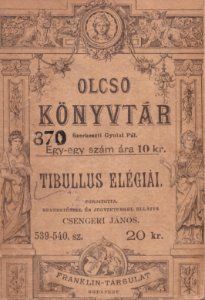 OLCSÓ
KÖNYVTÁR
Szerkeszti Gyulai Pál.
870
Egy-egy szám ára 10 kr.
TIBULLUS ELÉGIÁI.
FORDITOTTA,
BEVEZETÉSSEL ÉS JEGYZETEKKEL ELLÁTTA
CSENGERI JÁNOS.
539-540. sz. 20 kr.
FRANKLIN-TÁRSULAT
BUDAPEST